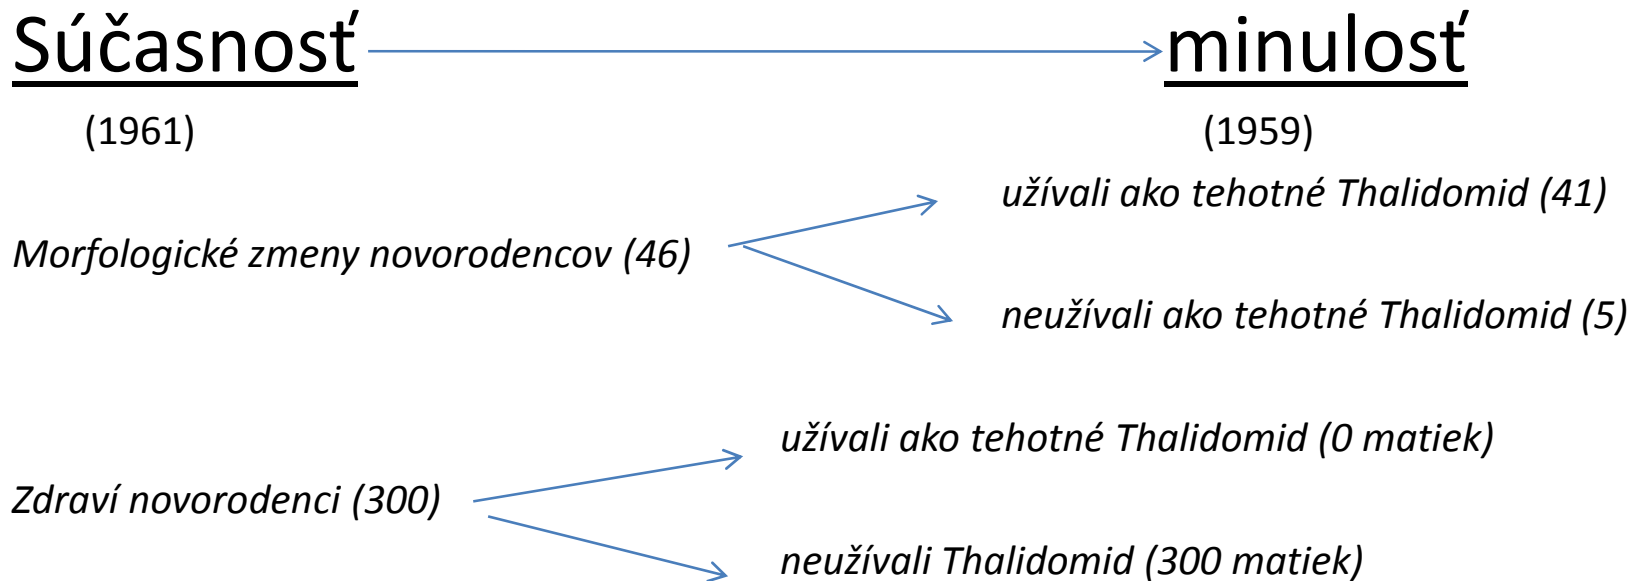 Súčasnosť minulosť
(1961) (1959)
užívali ako tehotné Thalidomid (41)
Morfologické zmeny novorodencov (46)
neužívali ako tehotné Thalidomid (5)
užívali ako tehotné Thalidomid (0 matiek)
Zdraví novorodenci (300)
neužívali Thalidomid (300 matiek)